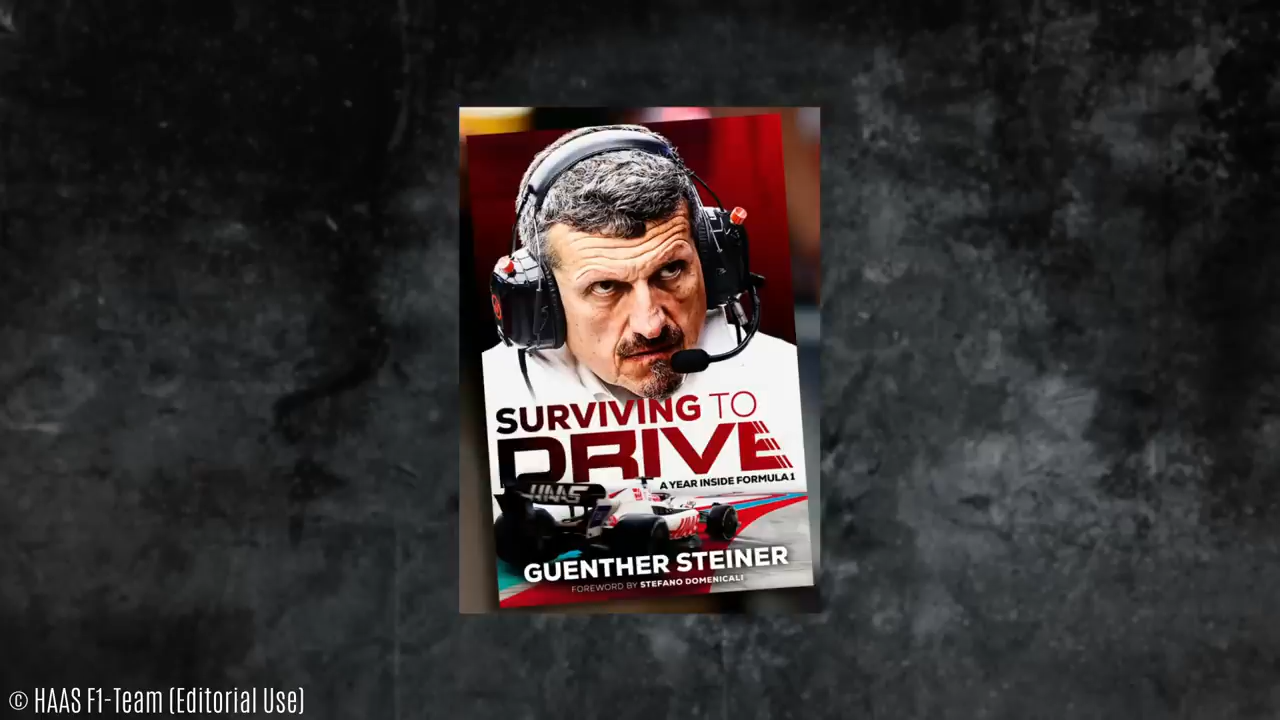 SURVIVING TO
DRIVE
A YEAR INSIDE FORMULA 1
HAAS
HAAS
GUENTHER STEINER
FOREWORD BY STEFANO DOMENICALI
© HAAS F1-Team (Editorial Use)